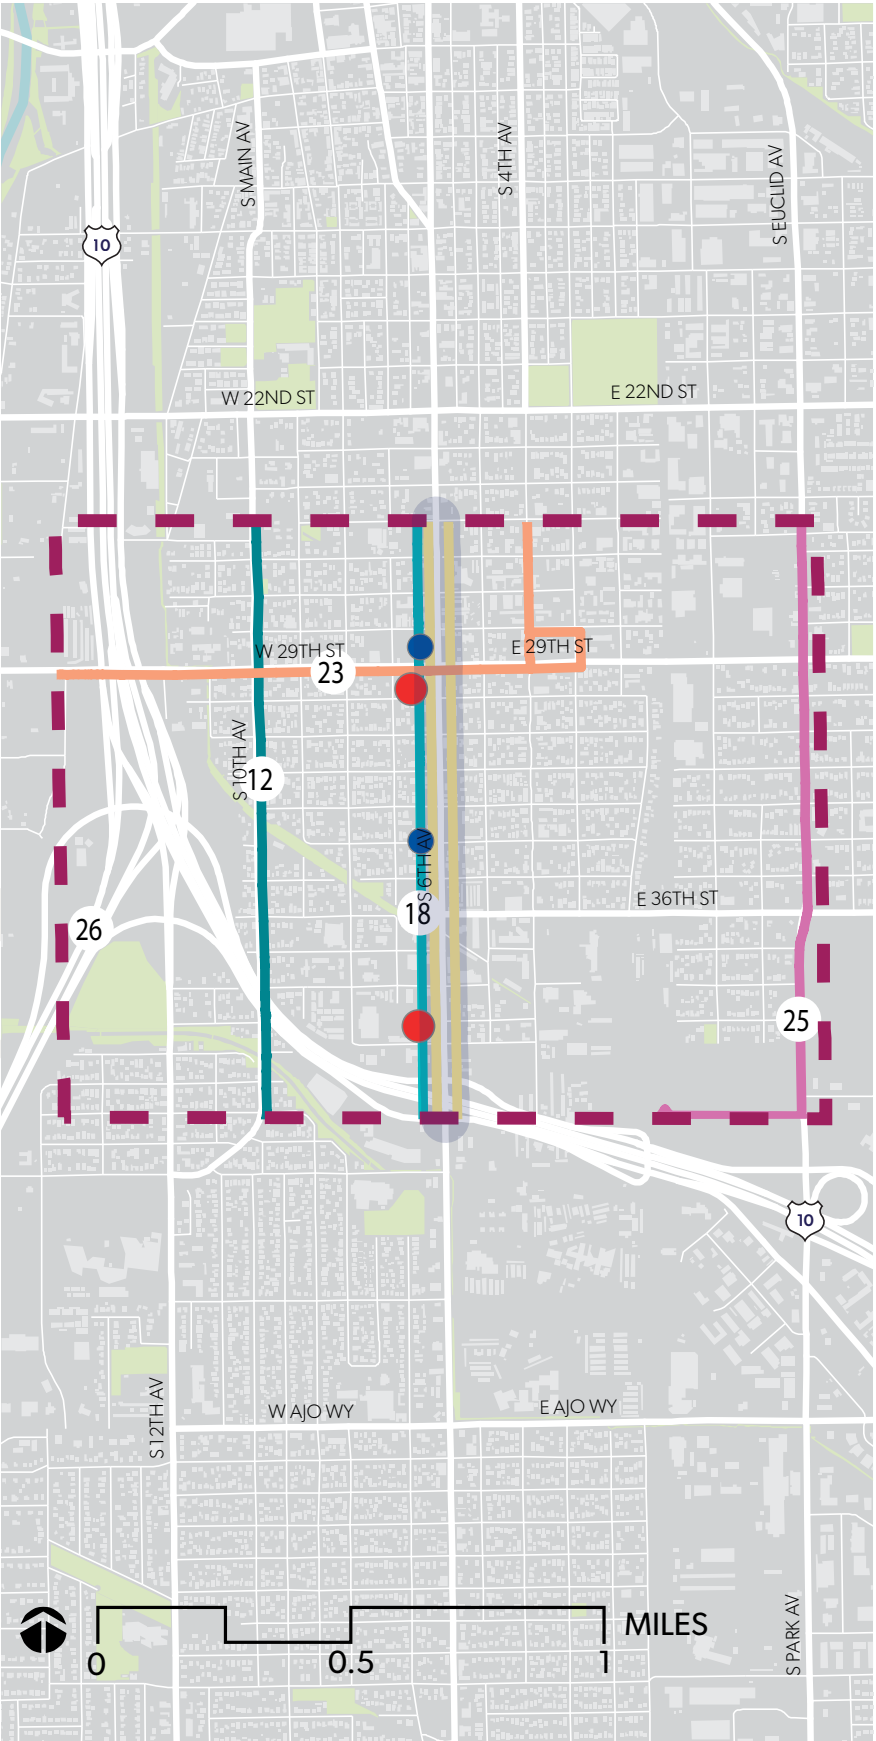 S MAIN AV
S 4TH AV
S EUCLID AV
10
W 22ND ST
E 22ND ST
W 29TH ST
E 29TH ST
23
S 10TH AV
12
S 6TH AV
E 36TH ST
18
26
25
10
S 12TH AV
W AJO WY
E AJO WY
S PARK AV
MILES
0
0.5
1